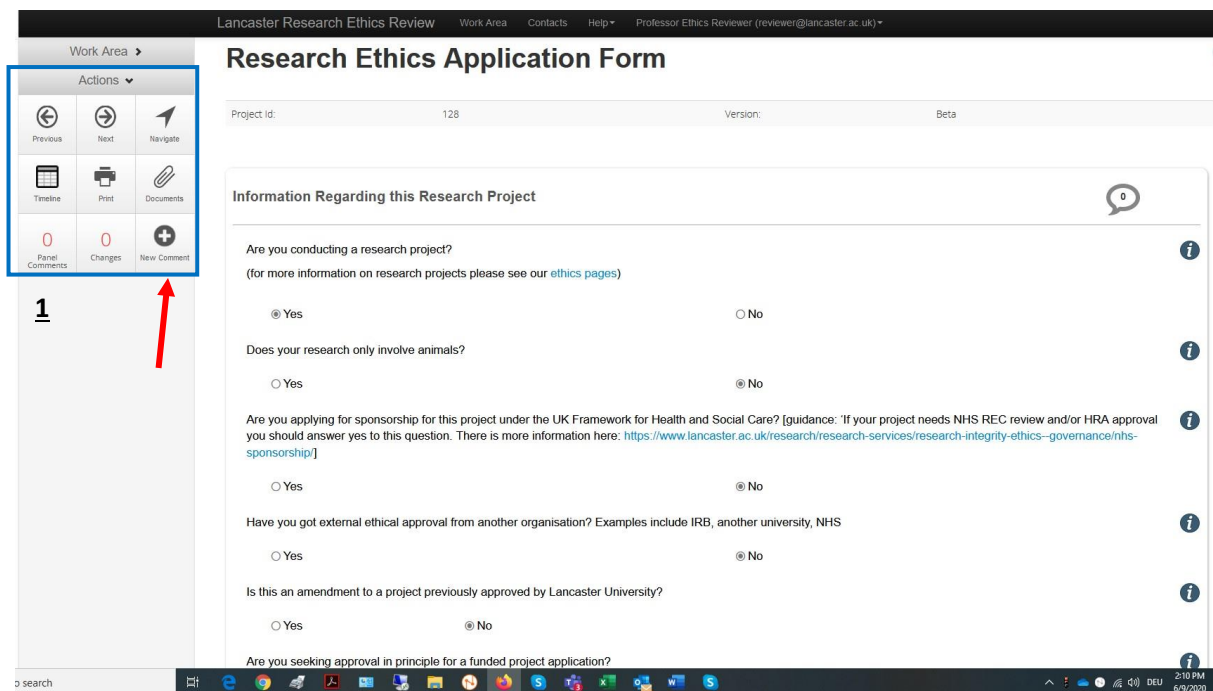 Lancaster Research Ethics Review Work Area Contacts Help Professor Ethics Reviewer (reviewer@lancaster.ac.uk)
Work Area
Actions
Previous Next Navigate
Timeline Print Documents
0 0
Panel Comments Changes New Comment
1
Research Ethics Application Form
Project Id: 128 Version: Beta
Information Regarding this Research Project 0
Are you conducting a research project?
(for more information on research projects please see our ethics pages)
Yes No
Does your research only involve animals?
Yes No
Are you applying for sponsorship for this project under the UK Framework for Health and Social Care? [guidance: 'If your project needs NHS REC review and/or HRA approval
you should answer yes to this question. There is more information here: https://www.lancaster.ac.uk/research/research-services/research-integrity-ethics--governance/nhs-
sponsorship/]
Yes No
Have you got external ethical approval from another organisation? Examples include IRB, another university, NHS
Yes No
Is this an amendment to a project previously approved by Lancaster University?
Yes No
Are you seeking approval in principle for a funded project application?
search DEU 2:10 PM
6/9/2020